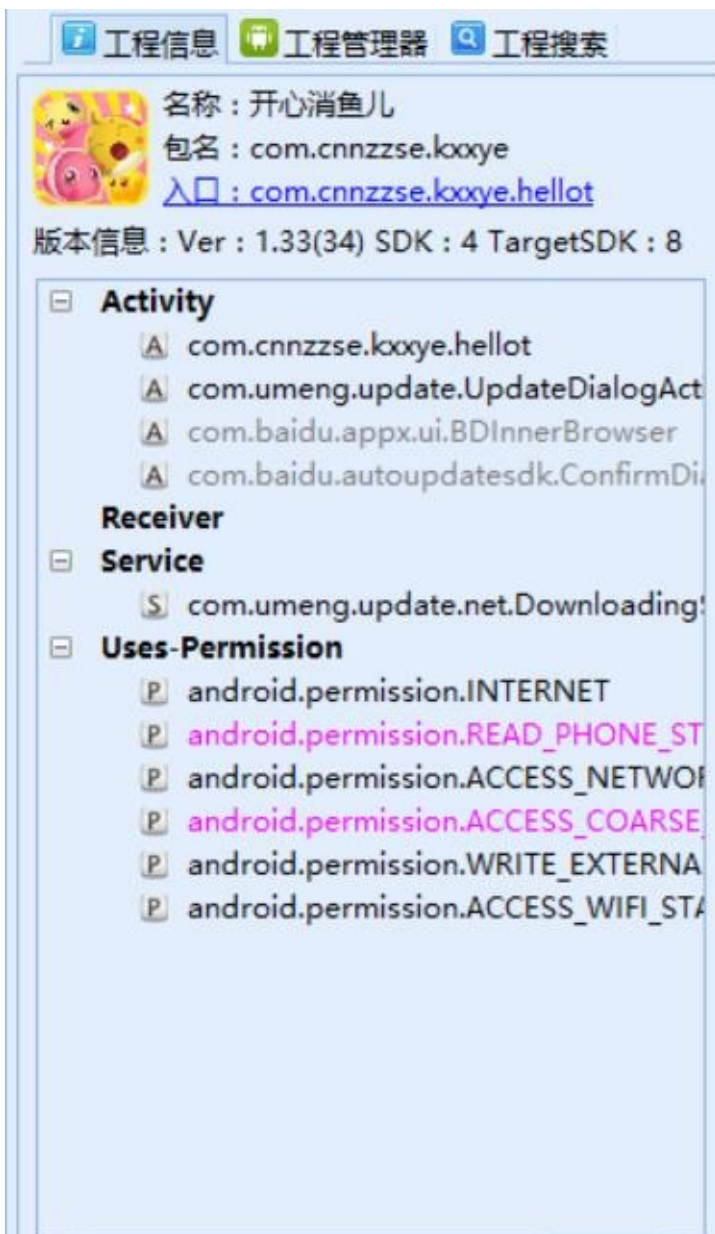 工程信息 工程管理器 工程搜索
名称：开心消鱼儿
包名：com.cnnzzse.kxxye
入口：com.cnnzzse.kxxye.hellot
版本信息：Ver：1.33(34) SDK：4 TargetSDK：8
Activity
A com.cnnzzse.kxxye.hellot
A com.umeng.update.UpdateDialogAct
A com.baidu.appx.ui.BDInnerBrowser
A com.baidu.autoupdatesdk.ConfirmDi
Receiver
Service
S com.umeng.update.net.Downloading
Uses-Permission
P android.permission.INTERNET
P android.permission.READ_PHONE_ST
P android.permission.ACCESS_NETWOR
P android.permission.ACCESS_COARSE_
P android.permission.WRITE_EXTERNA
P android.permission.ACCESS_WIFI_STA